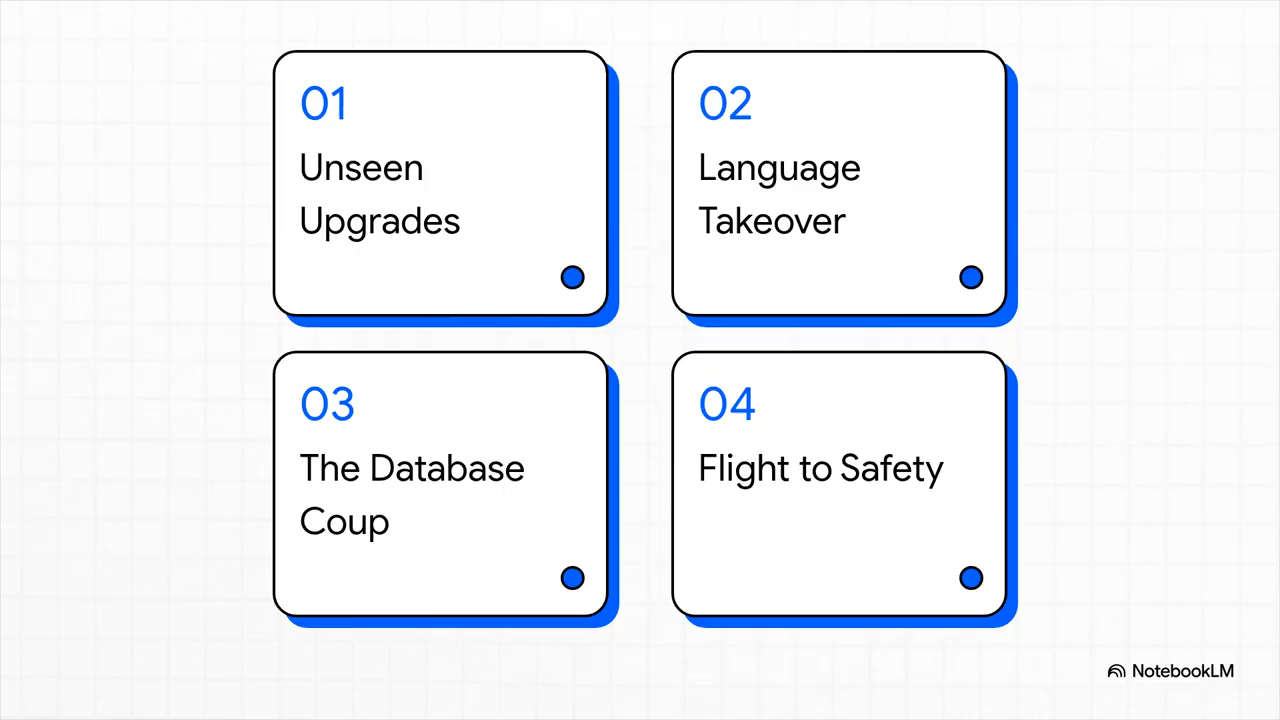 01
Unseen
Upgrades
02
Language
Takeover
03
The Database
Coup
04
Flight to Safety
NotebookLM